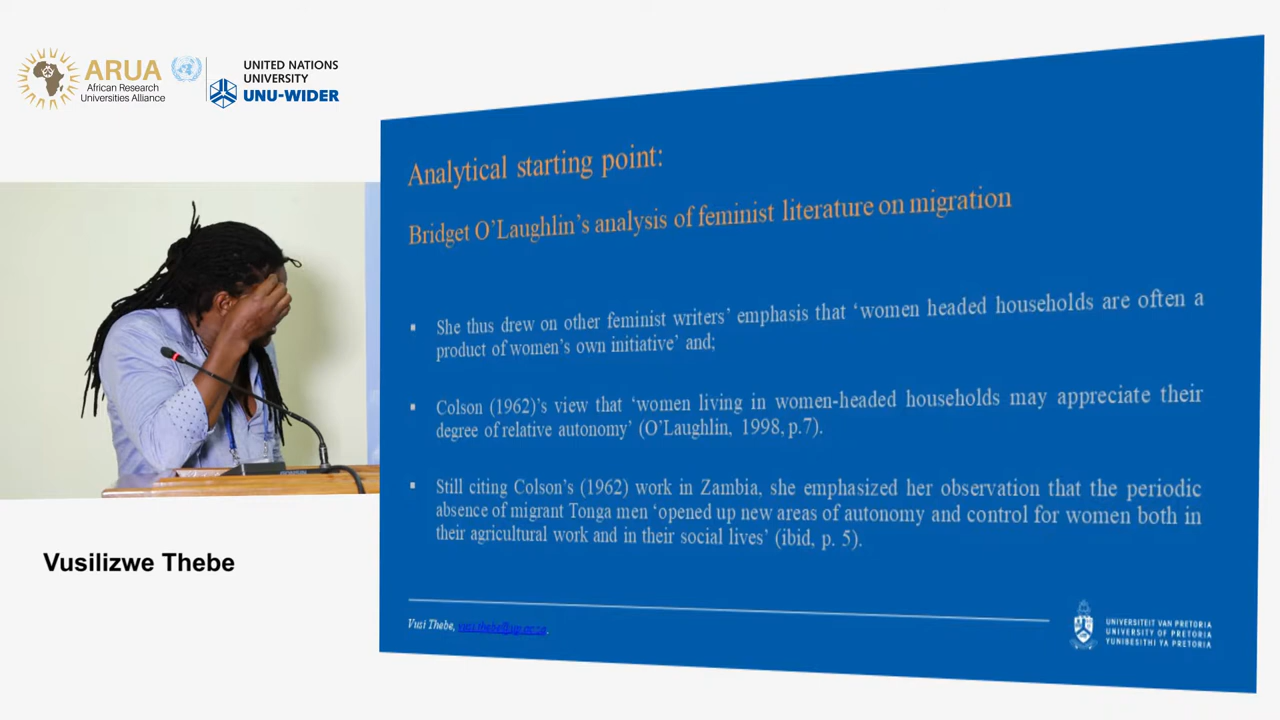 ARUA
African Research
Universities Alliance
UNITED NATIONS
UNIVERSITY
UNU-WIDER
Analytical starting point:
Bridget O’Laughlin’s analysis of feminist literature on migration
▪ She thus drew on other feminist writers’ emphasis that ‘women headed households are often a
product of women’s own initiative’ and;
▪ Colson (1962)’s view that ‘women living in women-headed households may appreciate their
degree of relative autonomy’ (O’Laughlin, 1998, p.7).
▪ Still citing Colson’s (1962) work in Zambia, she emphasized her observation that the periodic
absence of migrant Tonga men ‘opened up new areas of autonomy and control for women both in
their agricultural work and in their social lives’ (ibid, p. 5).
Vusilizwe Thebe
Vusi Thebe,
UNIVERSITEIT VAN PRETORIA
UNIVERSITY OF PRETORIA
YUNIBESITHI YA PRETORIA